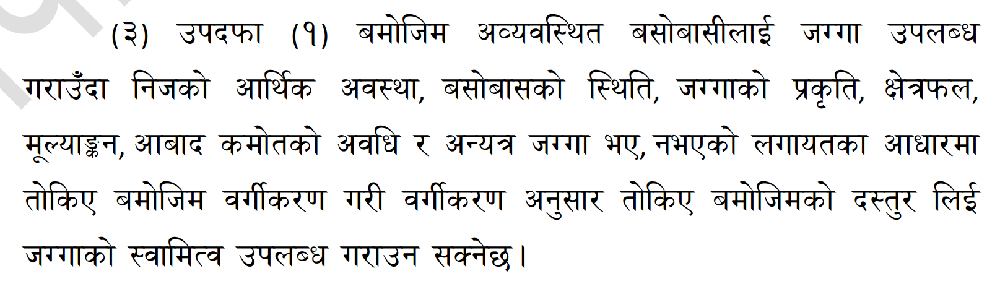 (३) उपदफा (१) बमोजिम अव्यवस्थित बसोबासीलाई जग्गा उपलब्ध
गराउँदा निजको आर्थिक अवस्था, बसोबासको स्थिति, जग्गाको प्रकृति, क्षेत्रफल,
मूल्याङ्कन, आबाद कमोतको अवधि र अन्यत्र जग्गा भए, नभएको लगायतका आधारमा
तोकिए बमोजिम वर्गीकरण गरी वर्गीकरण अनुसार तोकिए बमोजिमको दस्तुर लिई
जग्गाको स्वामित्व उपलब्ध गराउन सक्नेछ।